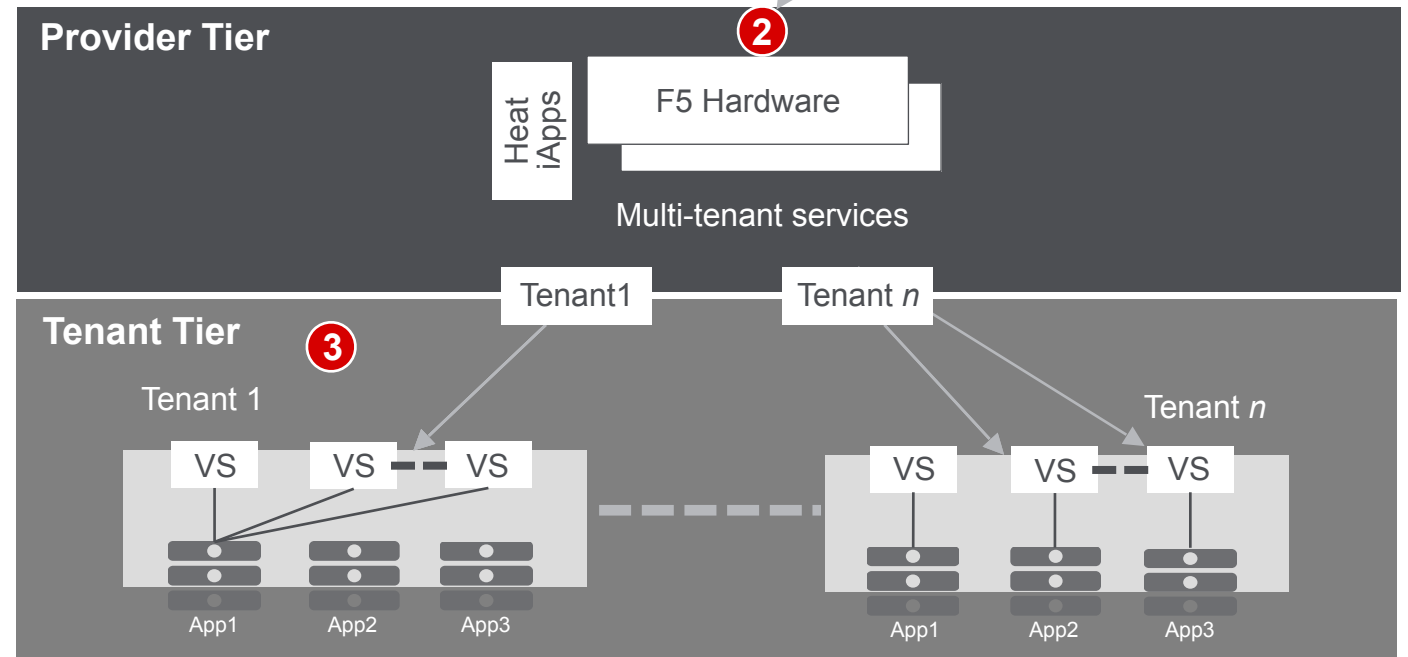 2
Provider Tier
Heat
iApps
F5 Hardware
Multi-tenant services
Tenant1
Tenant n
Tenant Tier
3
Tenant 1
Tenant n
VS
VS
VS
VS
VS
VS
App1
App2
App3
App1
App2
App3